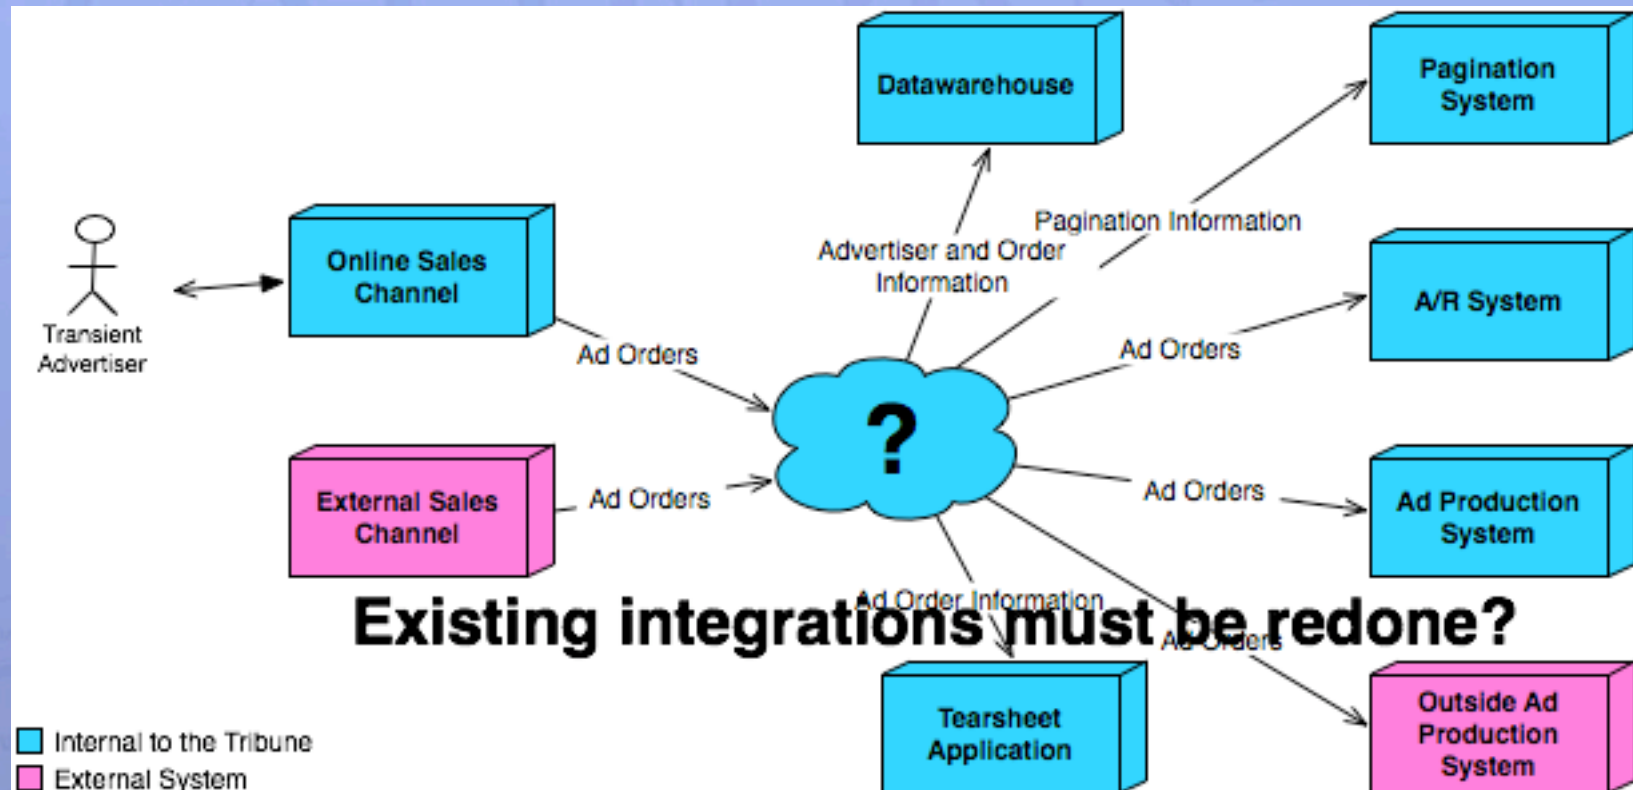 Datawarehouse
Pagination
System
Pagination Information
Online Sales
Channel
Advertiser and Order
Information
A/R System
Transient
Advertiser
Ad Orders
Ad Orders
?
External Sales
Channel
Ad Orders
Ad Orders
Ad Production
System
Ad Order Information
Existing integrations must be redone?
Ad Orders
Tearsheet
Application
Outside Ad
Production
System
Internal to the Tribune
External System